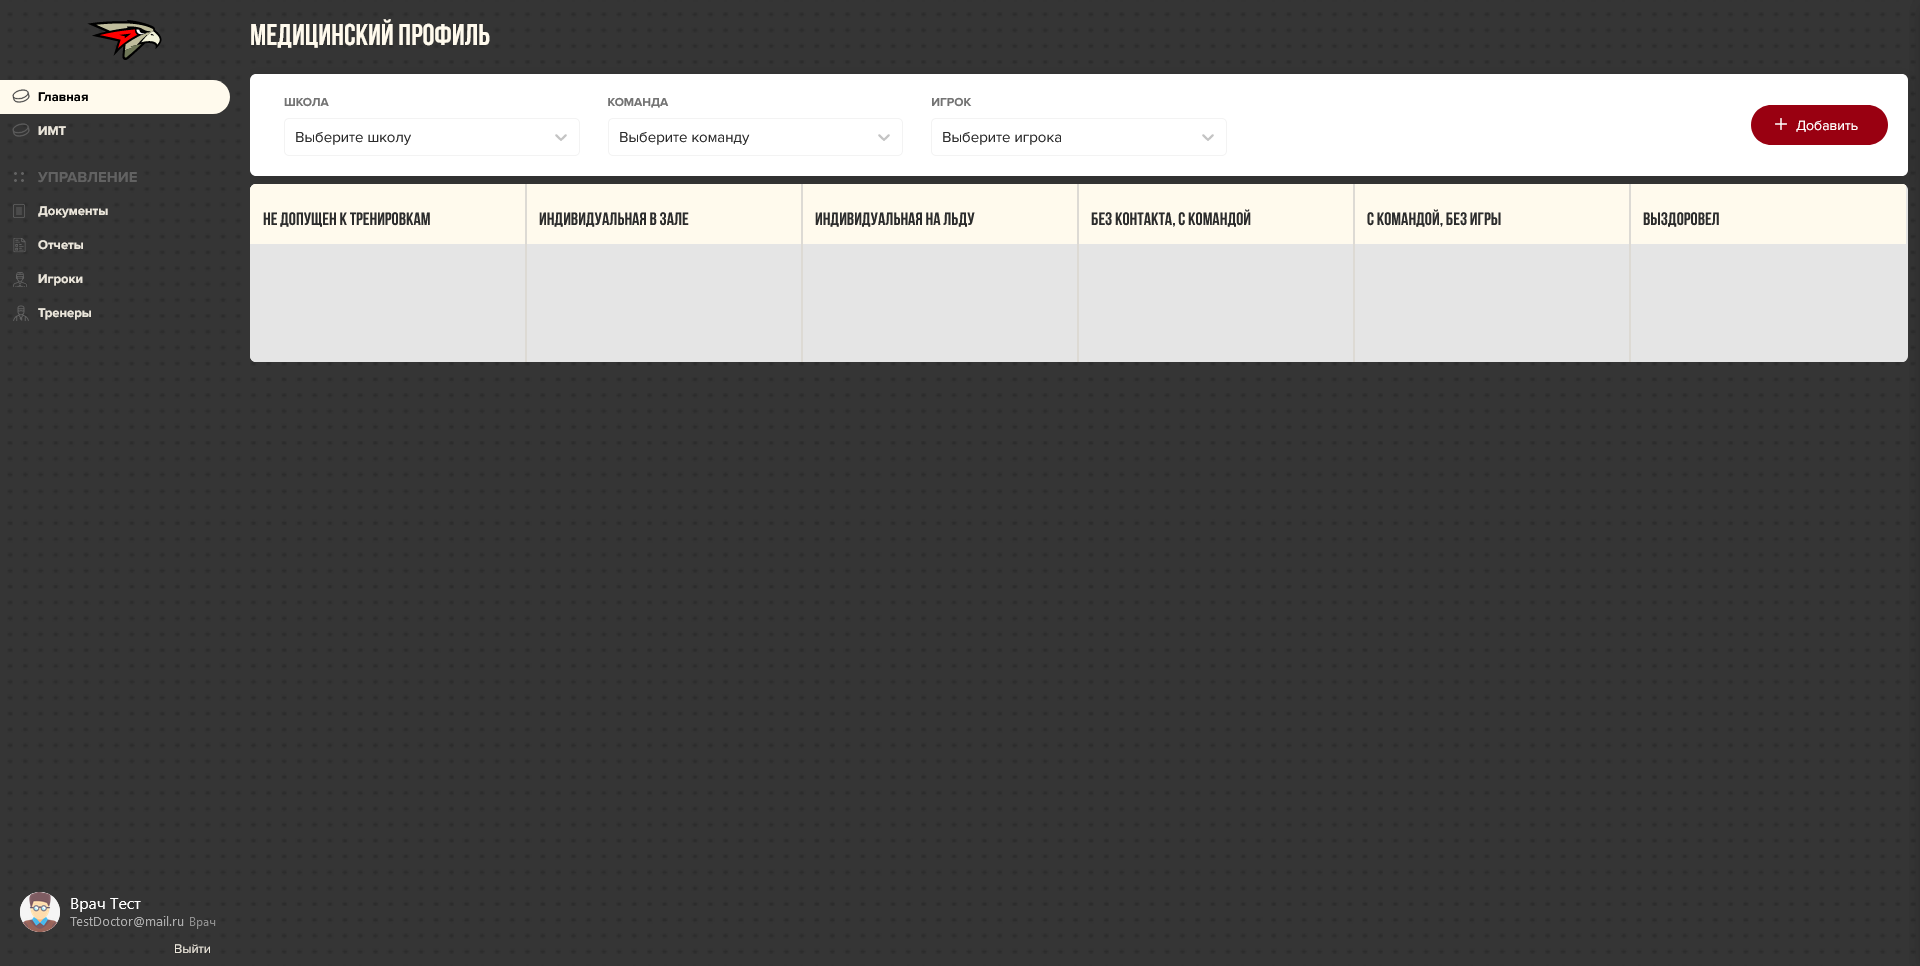 МЕДИЦИНСКИЙ ПРОФИЛЬ
Главная
ИМТ
УПРАВЛЕНИЕ
Документы
Отчеты
Игроки
Тренеры
ШКОЛА
Выберите школу
КОМАНДА
Выберите команду
ИГРОК
Выберите игрока
Добавить
НЕ ДОПУЩЕН К ТРЕНИРОВКАМ
ИНДИВИДУАЛЬНАЯ В ЗАЛЕ
ИНДИВИДУАЛЬНАЯ НА ЛЬДУ
БЕЗ КОНТАКТА, С КОМАНДОЙ
С КОМАНДОЙ, БЕЗ ИГРЫ
ВЫЗДОРОВЕЛ
Врач Тест
TestDoctor@mail.ru Врач
Выйти